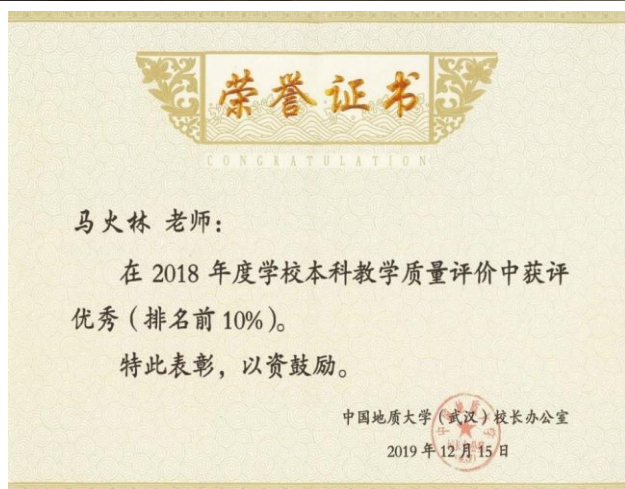 荣誉证书
CONGRATULATION
马火林 老师：
在 2018 年度学校本科教学质量评价中获评
优秀（排名前10%）。
特此表彰，以资鼓励。
中国地质大学（武汉）校长办公室
2019 年 12 月 15 日